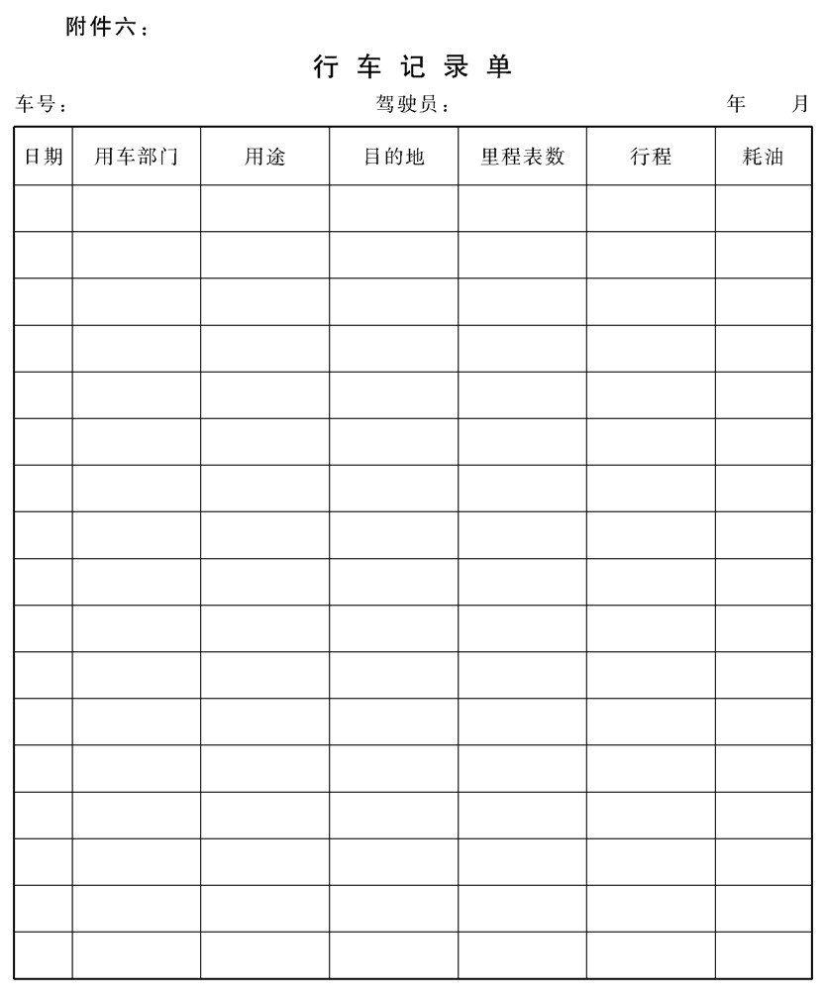 附件六：
行车记录单
车号： 驾驶员： 年 月
日期 用车部门 用途 目的地 里程表数 行程 耗油